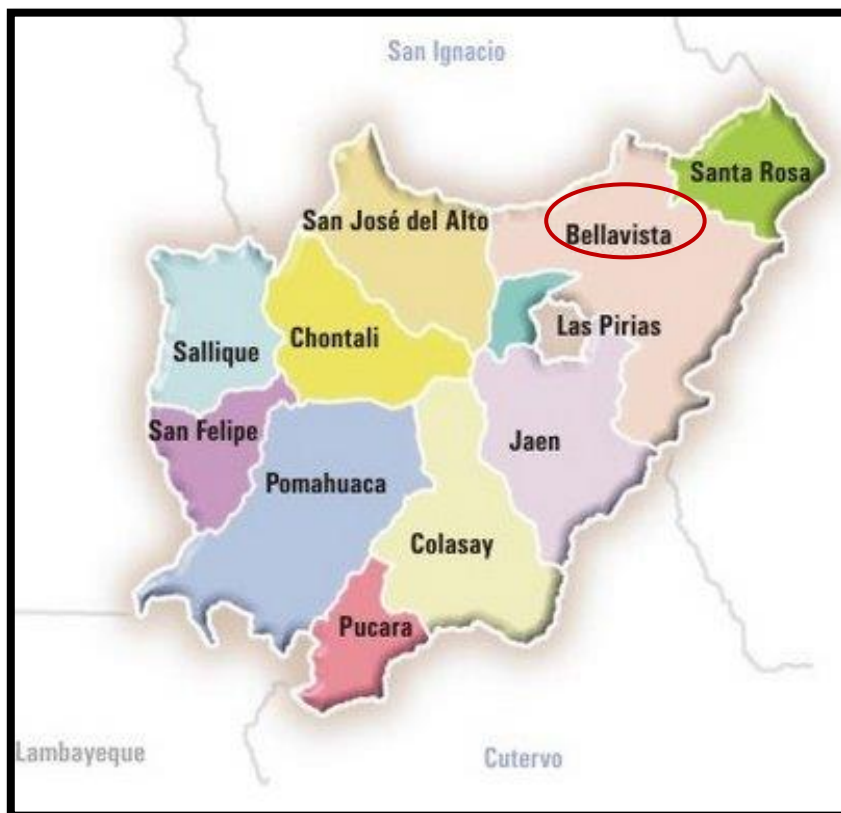 San Ignacio
Santa Rosa
San José del Alto
Bellavista
Las Pirias
Chontali
Sallique
San Felipe
Jaen
Pomahuaca
Colasay
Pucara
Lambayeque
Cutervo